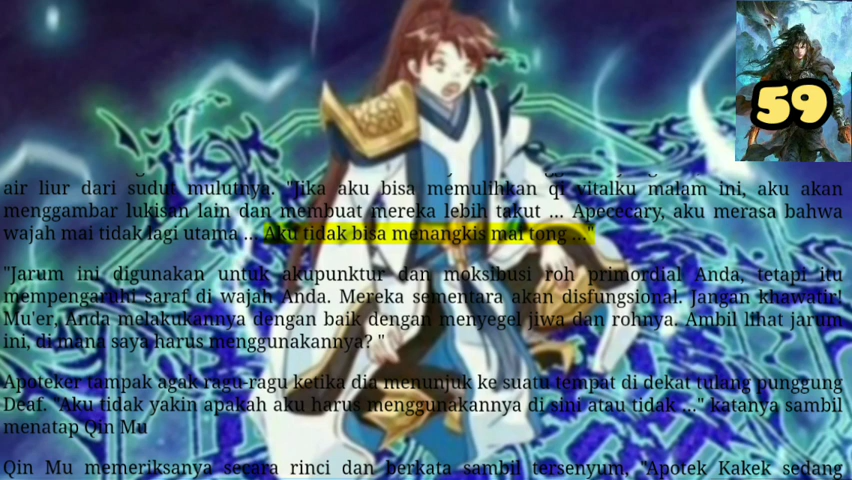 59
air liur dari sudut mulutnya. "Jika aku bisa memulihkan qi vitalku malam ini, aku akan
menggambar lukisan lain dan membuat mereka lebih takut ... Apececary, aku merasa bahwa
wajah mai tidak lagi utama ... Aku tidak bisa menangkis mai tong ..."
"Jarum ini digunakan untuk akupunktur dan moksibusi roh primordial Anda, tetapi itu
mempengaruhi saraf di wajah Anda. Mereka sementara akan disfungsional. Jangan khawatir!
Mu'er, Anda melakukannya dengan baik dengan menyegel jiwa dan rohnya. Ambil lihat jarum
ini, di mana saya harus menggunakannya? "
Apoteker tampak agak ragu-ragu ketika dia menunjuk ke suatu tempat di dekat tulang punggung
Deaf. "Aku tidak yakin apakah aku harus menggunakannya di sini atau tidak ..." katanya sambil
menatap Qin Mu
Qin Mu memeriksanya secara rinci dan berkata sambil tersenyum, "Apotek Kakek sedang